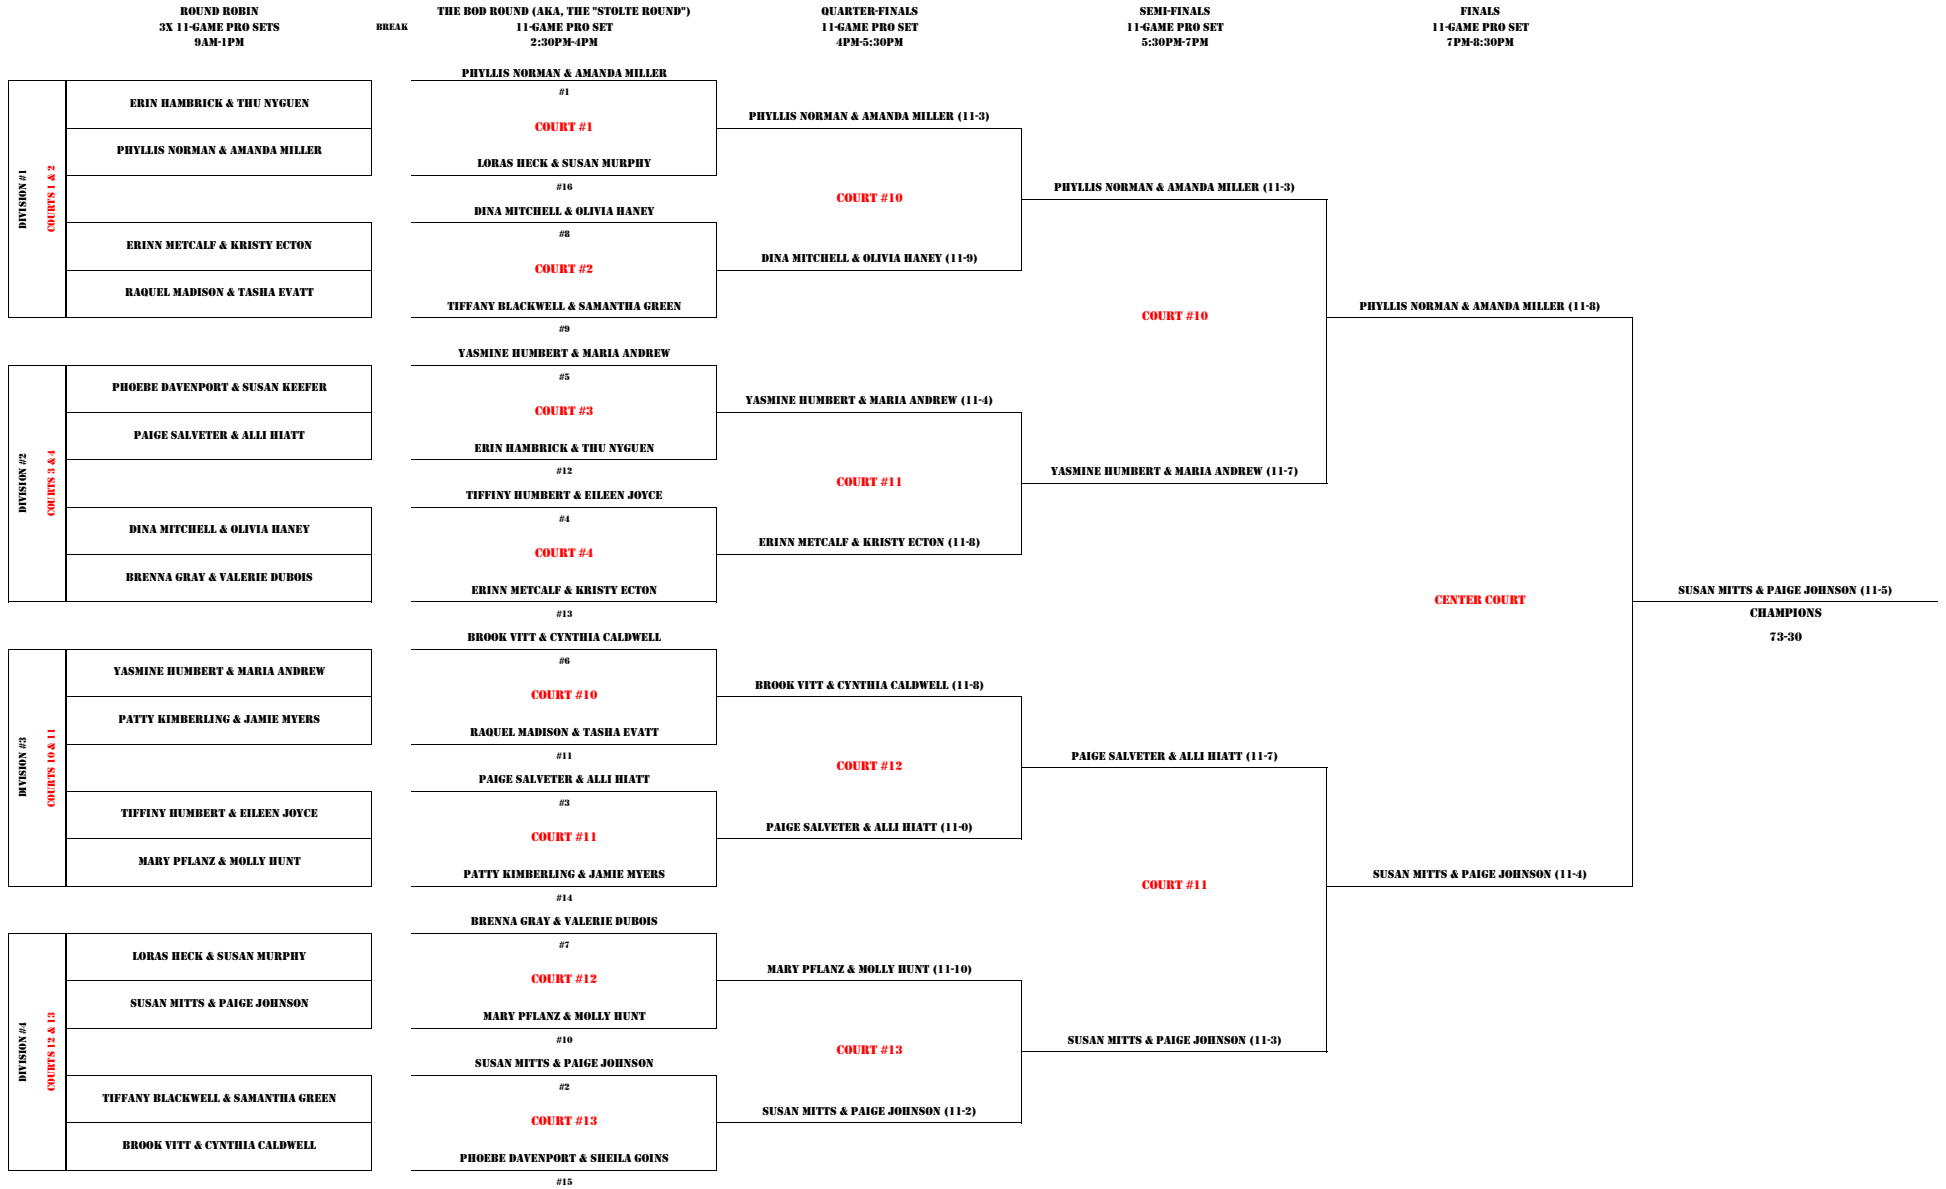 ROUND ROBIN
3X 11-GAME PRO SETS
9AM-1PM
BREAK
THE BOD ROUND (AKA, THE "STOLTE ROUND")
11-GAME PRO SET
2:30PM-4PM
QUARTER-FINALS
11-GAME PRO SET
4PM-5:30PM
SEMI-FINALS
11-GAME PRO SET
5:30PM-7PM
FINALS
11-GAME PRO SET
7PM-8:30PM
DIVISION #1
COURTS 1 & 2
ERIN HAMBRICK & THU NYGUEN
PHYLLIS NORMAN & AMANDA MILLER
ERINN METCALF & KRISTY ECTON
RAQUEL MADISON & TASHA EVATT
DIVISION #2
COURTS 3 & 4
PHOEBE DAVENPORT & SUSAN KEEFER
PAIGE SALVETER & ALLI HIATT
DINA MITCHELL & OLIVIA HANEY
BRENNA GRAY & VALERIE DUBOIS
DIVISION #3
COURTS 10 & 11
YASMINE HUMBERT & MARIA ANDREW
PATTY KIMBERLING & JAMIE MYERS
TIFFINY HUMBERT & EILEEN JOYCE
MARY PFLANZ & MOLLY HUNT
DIVISION #4
COURTS 12 & 13
LORAS HECK & SUSAN MURPHY
SUSAN MITTS & PAIGE JOHNSON
TIFFANY BLACKWELL & SAMANTHA GREEN
BROOK VITT & CYNTHIA CALDWELL
PHYLLIS NORMAN & AMANDA MILLER
#1
COURT #1
LORAS HECK & SUSAN MURPHY
#16
DINA MITCHELL & OLIVIA HANEY
#8
COURT #2
TIFFANY BLACKWELL & SAMANTHA GREEN
#9
YASMINE HUMBERT & MARIA ANDREW
#5
COURT #3
ERIN HAMBRICK & THU NYGUEN
#12
TIFFINY HUMBERT & EILEEN JOYCE
#4
COURT #4
ERINN METCALF & KRISTY ECTON
#13
BROOK VITT & CYNTHIA CALDWELL
#6
COURT #10
RAQUEL MADISON & TASHA EVATT
#11
PAIGE SALVETER & ALLI HIATT
#3
COURT #11
PATTY KIMBERLING & JAMIE MYERS
#14
BRENNA GRAY & VALERIE DUBOIS
#7
COURT #12
MARY PFLANZ & MOLLY HUNT
#10
SUSAN MITTS & PAIGE JOHNSON
#2
COURT #13
PHOEBE DAVENPORT & SHEILA GOINS
#15
PHYLLIS NORMAN & AMANDA MILLER (11-3)
COURT #10
DINA MITCHELL & OLIVIA HANEY (11-9)
YASMINE HUMBERT & MARIA ANDREW (11-4)
COURT #11
ERINN METCALF & KRISTY ECTON (11-8)
BROOK VITT & CYNTHIA CALDWELL (11-8)
COURT #12
PAIGE SALVETER & ALLI HIATT (11-0)
MARY PFLANZ & MOLLY HUNT (11-10)
COURT #13
SUSAN MITTS & PAIGE JOHNSON (11-2)
PHYLLIS NORMAN & AMANDA MILLER (11-3)
COURT #10
YASMINE HUMBERT & MARIA ANDREW (11-7)
PAIGE SALVETER & ALLI HIATT (11-7)
COURT #11
SUSAN MITTS & PAIGE JOHNSON (11-3)
PHYLLIS NORMAN & AMANDA MILLER (11-8)
CENTER COURT
SUSAN MITTS & PAIGE JOHNSON (11-4)
SUSAN MITTS & PAIGE JOHNSON (11-5)
CHAMPIONS
73-30